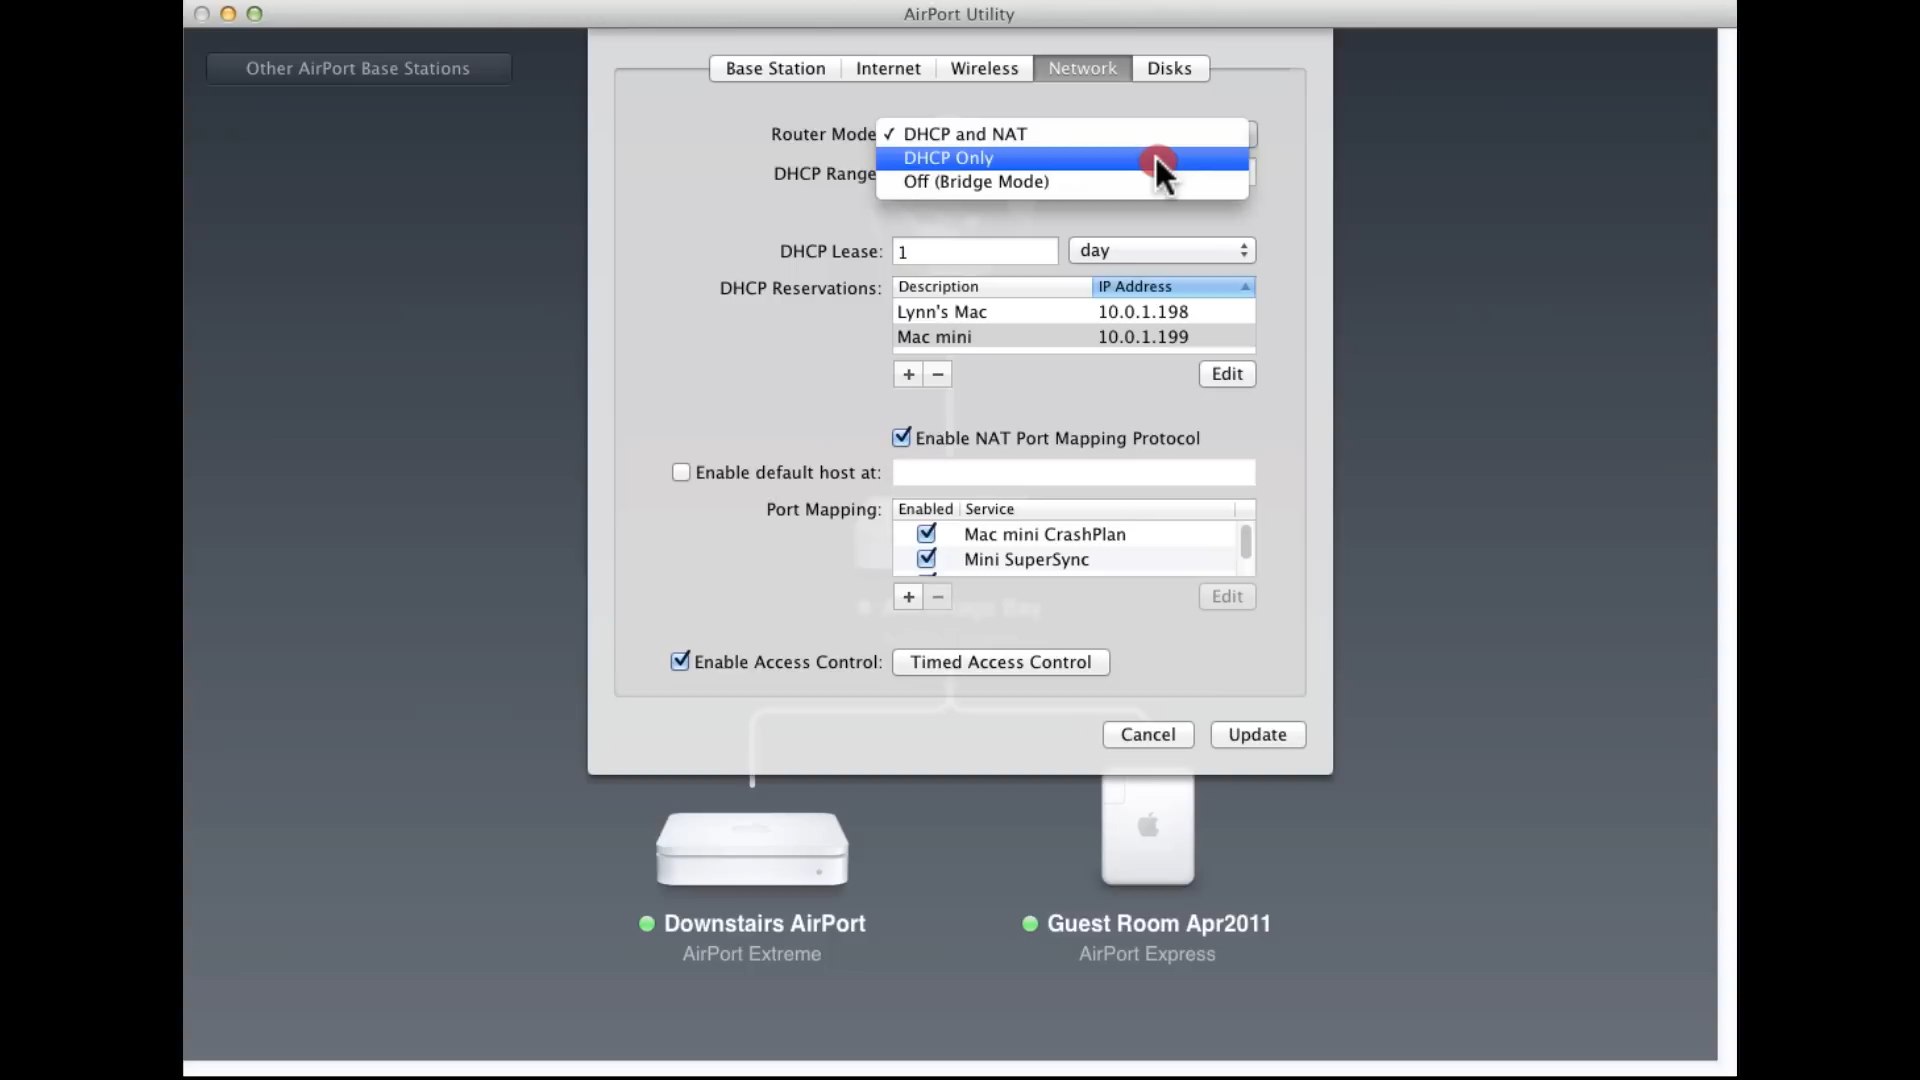 AirPort Utility
Other AirPort Base Stations
Base Station Internet Wireless Network Disks
Router Mode
✓ DHCP and NAT
DHCP Only
Off (Bridge Mode)
DHCP Range
DHCP Lease: 1 day
DHCP Reservations:
Description IP Address
Lynn's Mac 10.0.1.198
Mac mini 10.0.1.199
+ − Edit
Enable NAT Port Mapping Protocol
Enable default host at:
Port Mapping:
Enabled Service
Mac mini CrashPlan
Mini SuperSync
+ − Edit
Enable Access Control: Timed Access Control
Cancel Update
Downstairs AirPort
AirPort Extreme
Guest Room Apr2011
AirPort Express